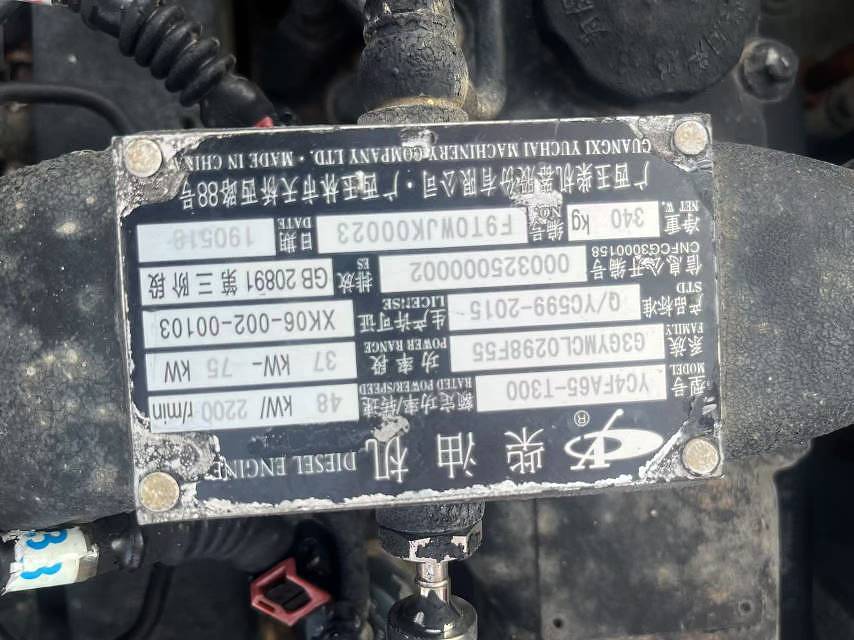 YC ® 柴油机 DIESEL ENGINE
型号 MODEL YC4FA65-T300 额定功率/转速 RATED POWER/SPEED 48 kW/ 2200 r/min
系族 FAMILY G3GYMCL0298F55 功率段 POWER RANGE 37 kW- 75 kW
产品标准 STD Q/YC599-2015 生产许可证 LICENSE XK06-002-00103
信息公开编号 CNFCG3000158 000325000002 排放 ES GB 20891 第三阶段
净重 NET.W. 340 kg 编号 NO. F9T0WJK00023 日期 DATE 190518
广西玉柴机器股份有限公司·广西玉林市天桥西路88号
GUANGXI YUCHAI MACHINERY COMPANY LTD. · MADE IN CHINA